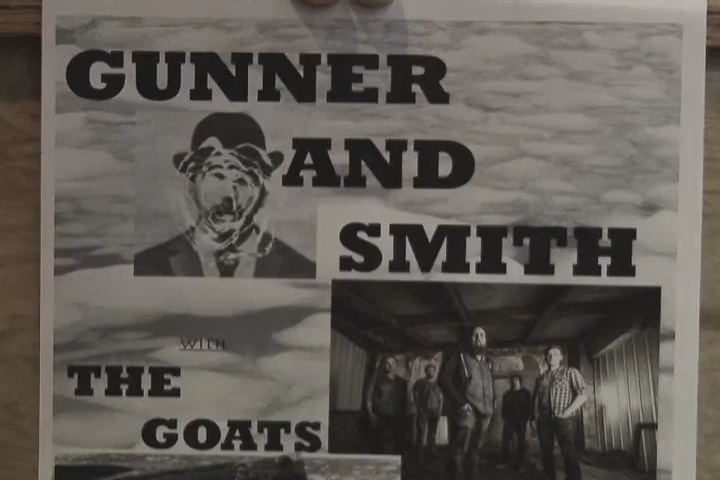 GUNNER
AND
SMITH
WITH
THE
GOATS